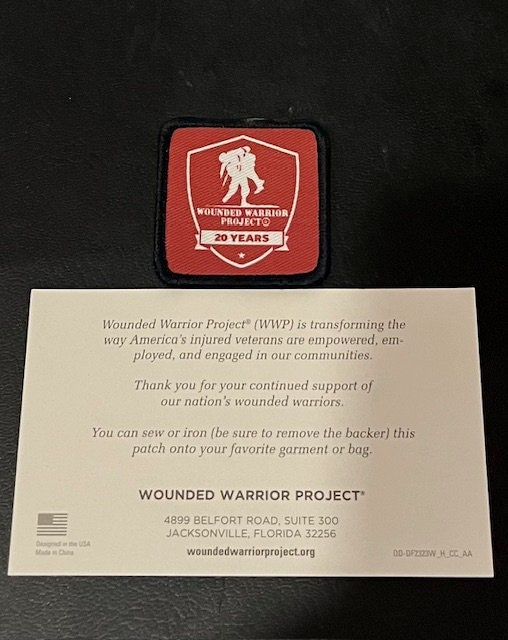 WOUNDED WARRIOR
PROJECT®
20 YEARS
Wounded Warrior Project® (WWP) is transforming the
way America's injured veterans are empowered, em-
ployed, and engaged in our communities.
Thank you for your continued support of
our nation's wounded warriors.
You can sew or iron (be sure to remove the backer) this
patch onto your favorite garment or bag.
WOUNDED WARRIOR PROJECT®
4899 BELFORT ROAD, SUITE 300
JACKSONVILLE, FLORIDA 32256
woundedwarriorproject.org
Designed in the USA
Made in China
DD-DF2323W_H_CC_AA